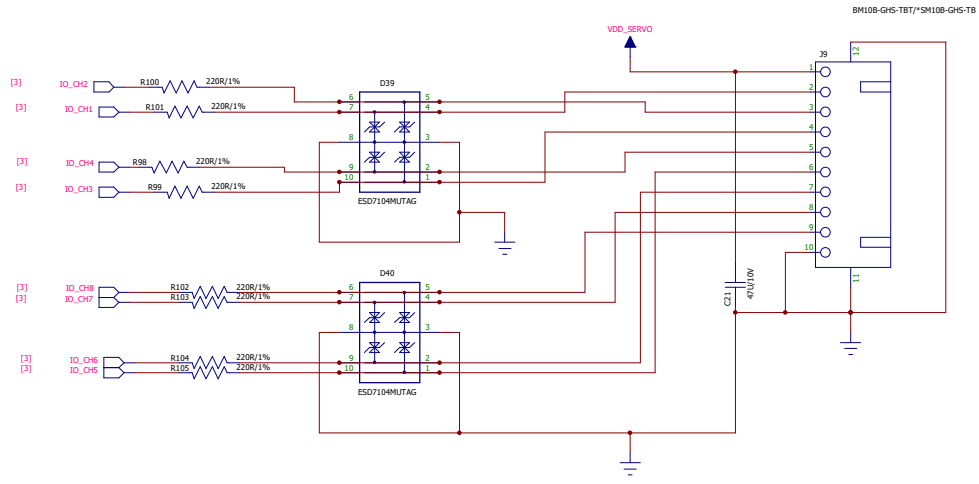 BM10B-GHS-TBT/*SM10B-GHS-TB
VDD_SERVO
J9
12
1
2
3
4
5
6
7
8
9
10
11
[3] IO_CH2 R100 220R/1%
[3] IO_CH1 R101 220R/1%
[3] IO_CH4 R98 220R/1%
[3] IO_CH3 R99 220R/1%
D39
6 5
7 4
8 3
9 2
10 1
ESD7104MUTAG
C21
47U/10V
D40
[3] IO_CH8 R102 220R/1%
[3] IO_CH7 R103 220R/1%
6 5
7 4
8 3
9 2
10 1
[3] IO_CH6 R104 220R/1%
[3] IO_CH5 R105 220R/1%
ESD7104MUTAG